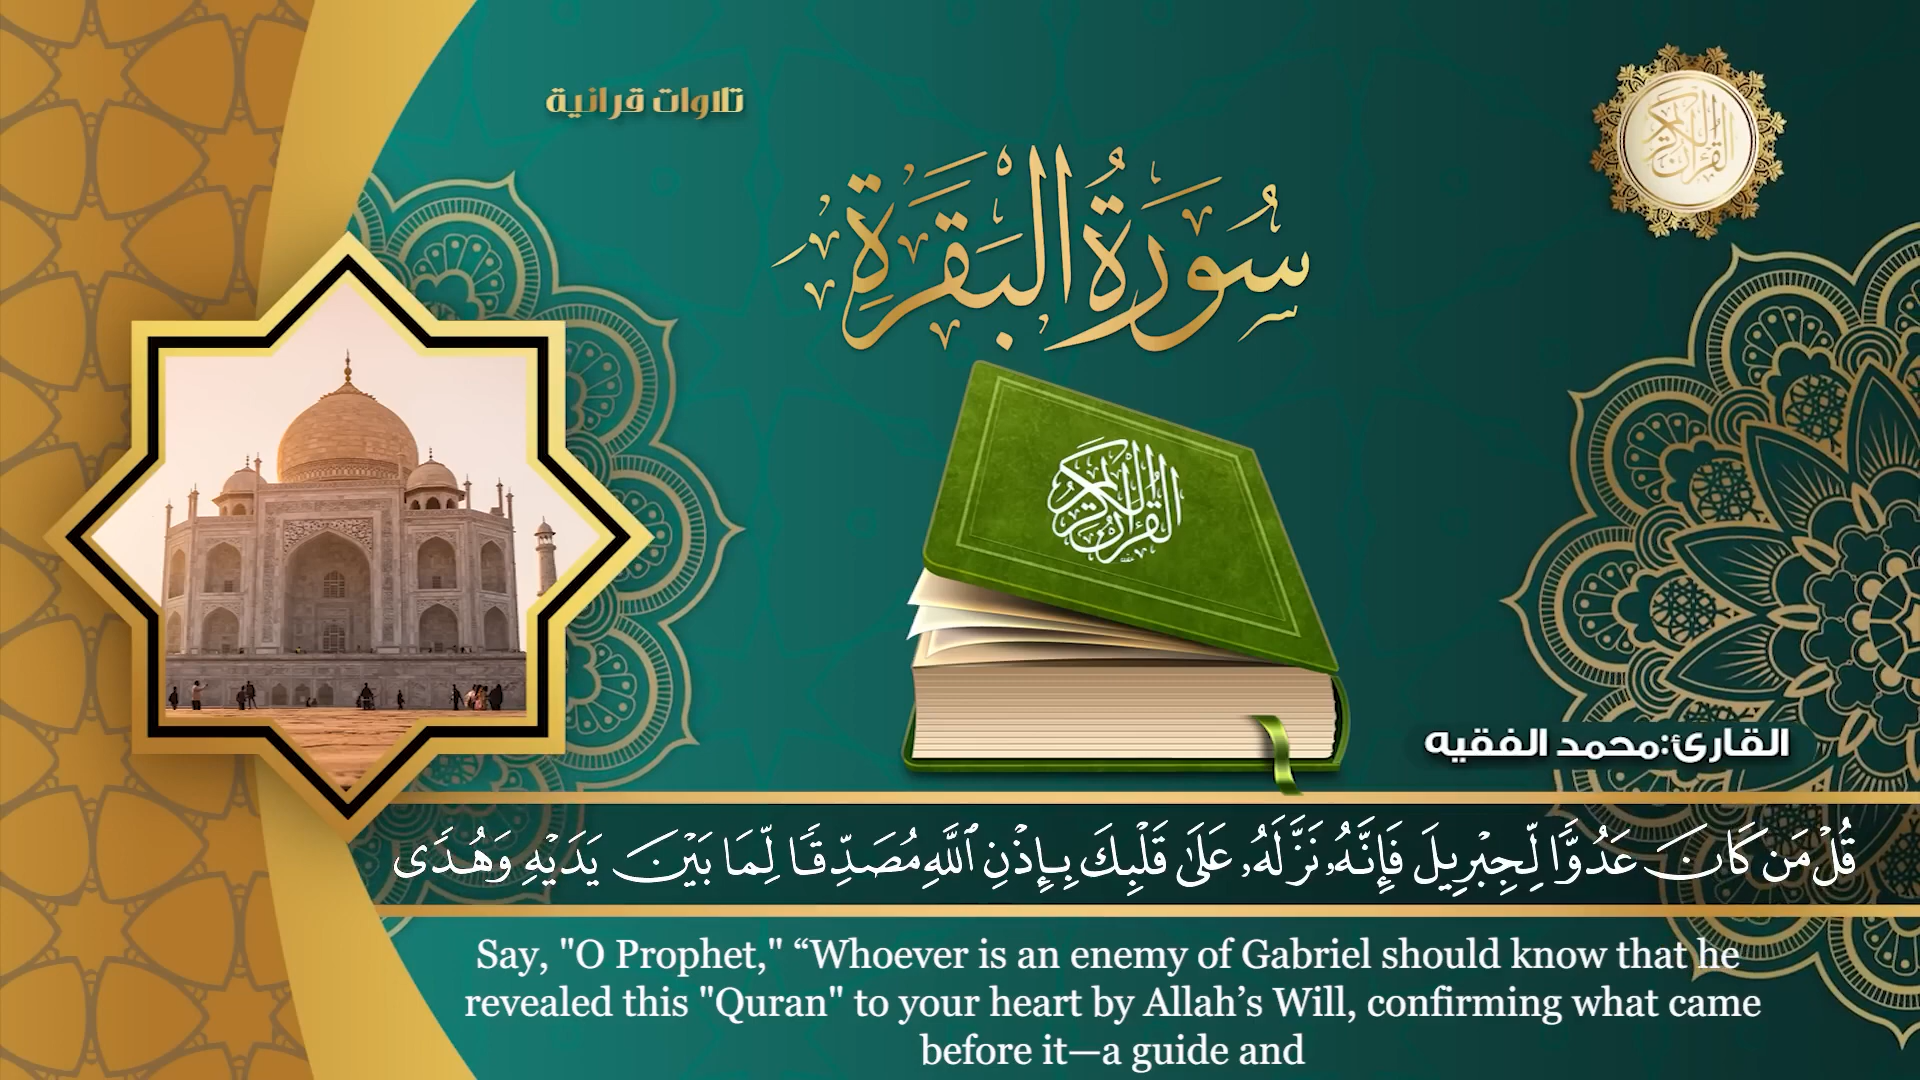 تلاوات قرانية
القرآن الكريم
سُورَةُ البَقَرَةِ
القرآن الكريم
القارئ:محمد الفقيه
قُلْ مَن كَانَ عَدُوًّا لِّجِبْرِيلَ فَإِنَّهُۥ نَزَّلَهُۥ عَلَىٰ قَلْبِكَ بِإِذْنِ ٱللَّهِ مُصَدِّقًا لِّمَا بَيْنَ يَدَيْهِ وَهُدًى
Say, "O Prophet," “Whoever is an enemy of Gabriel should know that he
revealed this "Quran" to your heart by Allah’s Will, confirming what came
before it—a guide and